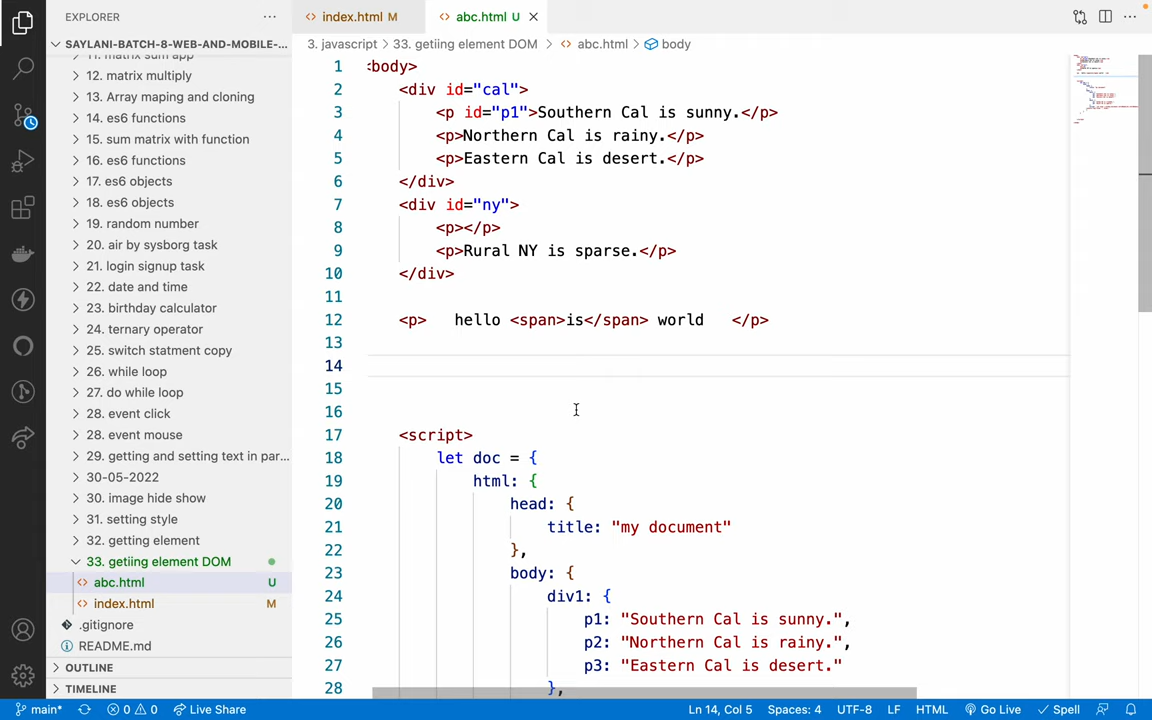 EXPLORER
index.html M
abc.html U
SAYLANI-BATCH-8-WEB-AND-MOBILE-...
3. javascript > 33. getiing element DOM > abc.html > body
11. matrix sum app
12. matrix multiply
13. Array maping and cloning
14. es6 functions
15. sum matrix with function
16. es6 functions
17. es6 objects
18. es6 objects
19. random number
20. air by sysborg task
21. login signup task
22. date and time
23. birthday calculator
24. ternary operator
25. switch statment copy
26. while loop
27. do while loop
28. event click
28. event mouse
29. getting and setting text in par...
30-05-2022
30. image hide show
31. setting style
32. getting element
33. getiing element DOM
abc.html U
index.html M
.gitignore
README.md
OUTLINE
TIMELINE
1 <body>
2 <div id="cal">
3 <p id="p1">Southern Cal is sunny.</p>
4 <p>Northern Cal is rainy.</p>
5 <p>Eastern Cal is desert.</p>
6 </div>
7 <div id="ny">
8 <p></p>
9 <p>Rural NY is sparse.</p>
10 </div>
11
12 <p> hello <span>is</span> world </p>
13
14
15
16
17 <script>
18 let doc = {
19 html: {
20 head: {
21 title: "my document"
22 },
23 body: {
24 div1: {
25 p1: "Southern Cal is sunny.",
26 p2: "Northern Cal is rainy.",
27 p3: "Eastern Cal is desert."
28 },
main* 0 0 Live Share Ln 14, Col 5 Spaces: 4 UTF-8 LF HTML Go Live Spell